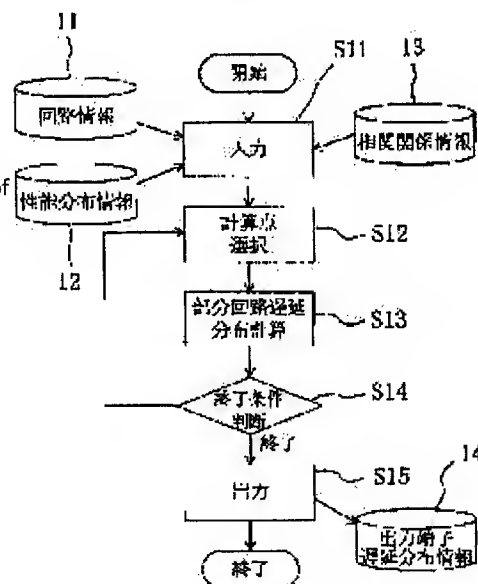 11
S11
13
開始
回路情報
入力
相関関係情報
of
性能分布情報
12
計算点
選択
S12
部分回路遅延
分布計算
S13
終了条件
判断
S14
終了
出力
S15
14
出力端子
遅延分布情報
終了